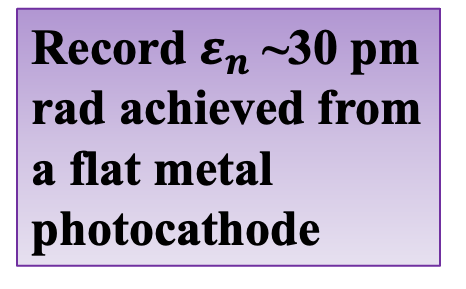 Record 𝜺ₙ ~30 pm
rad achieved from
a flat metal
photocathode